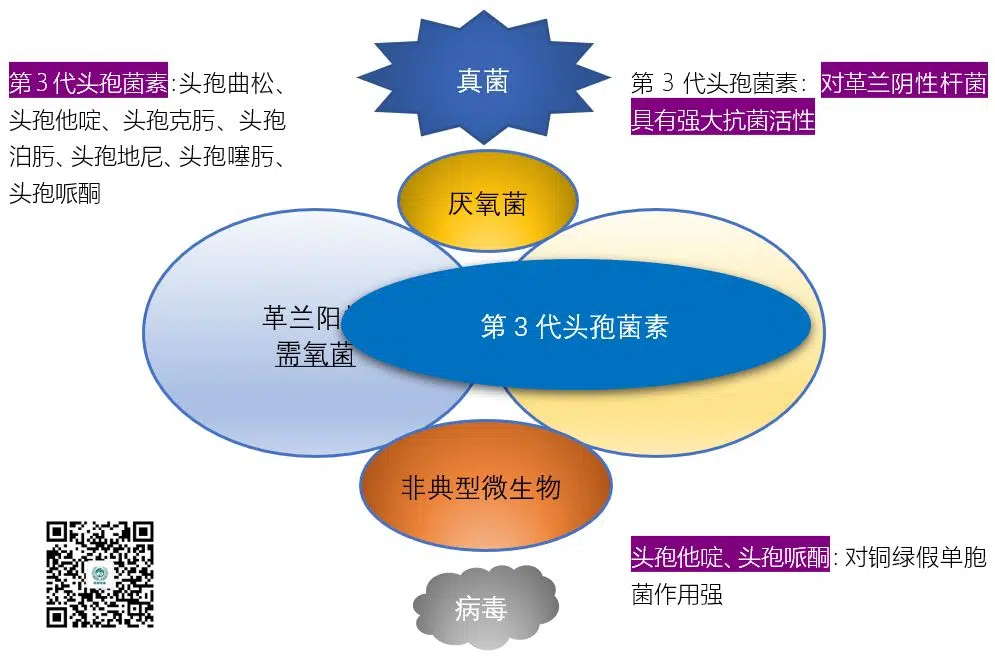 第3代头孢菌素:头孢曲松、
头孢他啶、头孢克肟、头孢
泊肟、头孢地尼、头孢噻肟、
头孢哌酮
真菌
第 3 代头孢菌素：对革兰阴性杆菌
具有强大抗菌活性
厌氧菌
革兰阳
需氧菌
第 3 代头孢菌素
非典型微生物
头孢他啶、头孢哌酮：对铜绿假单胞
菌作用强
病毒